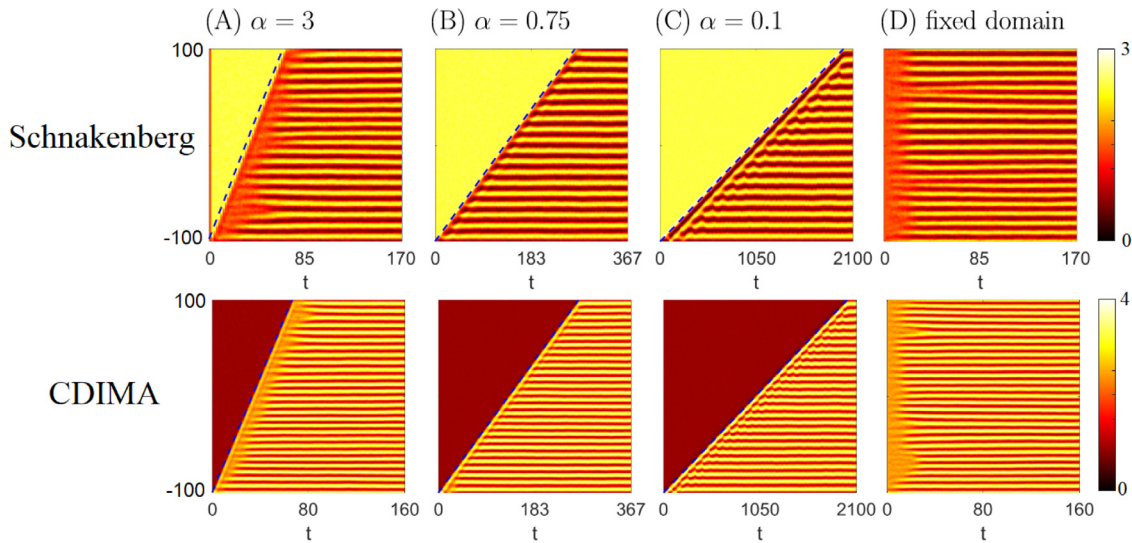 (A) α = 3 (B) α = 0.75 (C) α = 0.1 (D) fixed domain
100 3
Schnakenberg
-100 0
0 85 170 0 183 367 0 1050 2100 0 85 170
t t t t
100 4
CDIMA
-100 0
0 80 160 0 183 367 0 1050 2100 0 80 160
t t t t